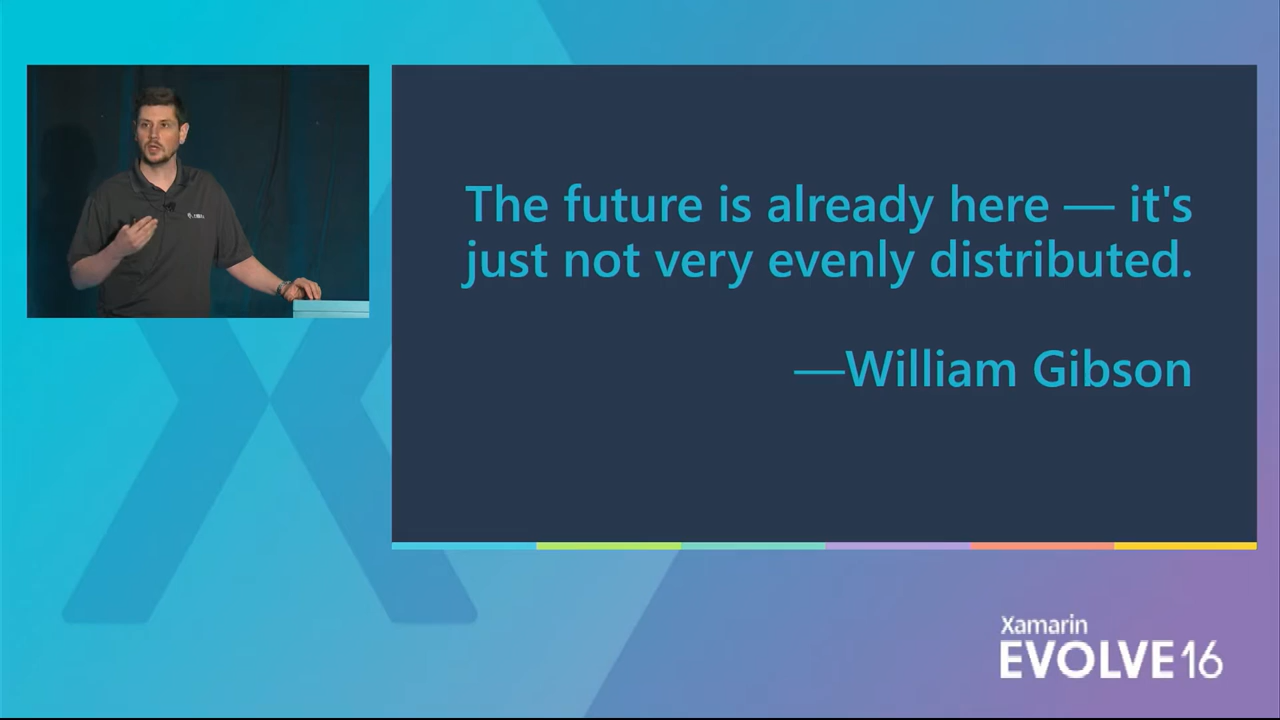 The future is already here — it's
just not very evenly distributed.
—William Gibson
Xamarin
EVOLVE16